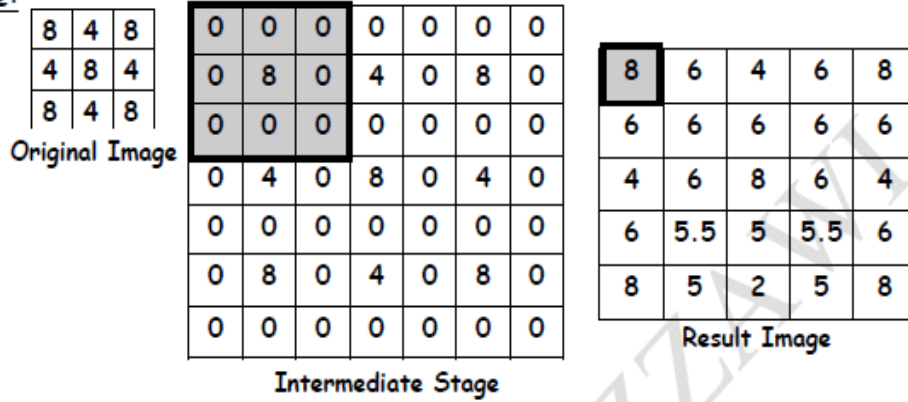 8 4 8
4 8 4
8 4 8
Original Image
0 0 0 0 0 0 0
0 8 0 4 0 8 0
0 0 0 0 0 0 0
0 4 0 8 0 4 0
0 0 0 0 0 0 0
0 8 0 4 0 8 0
0 0 0 0 0 0 0
Intermediate Stage
8 6 4 6 8
6 6 6 6 6
4 6 8 6 4
6 5.5 5 5.5 6
8 5 2 5 8
Result Image
ZZAWI